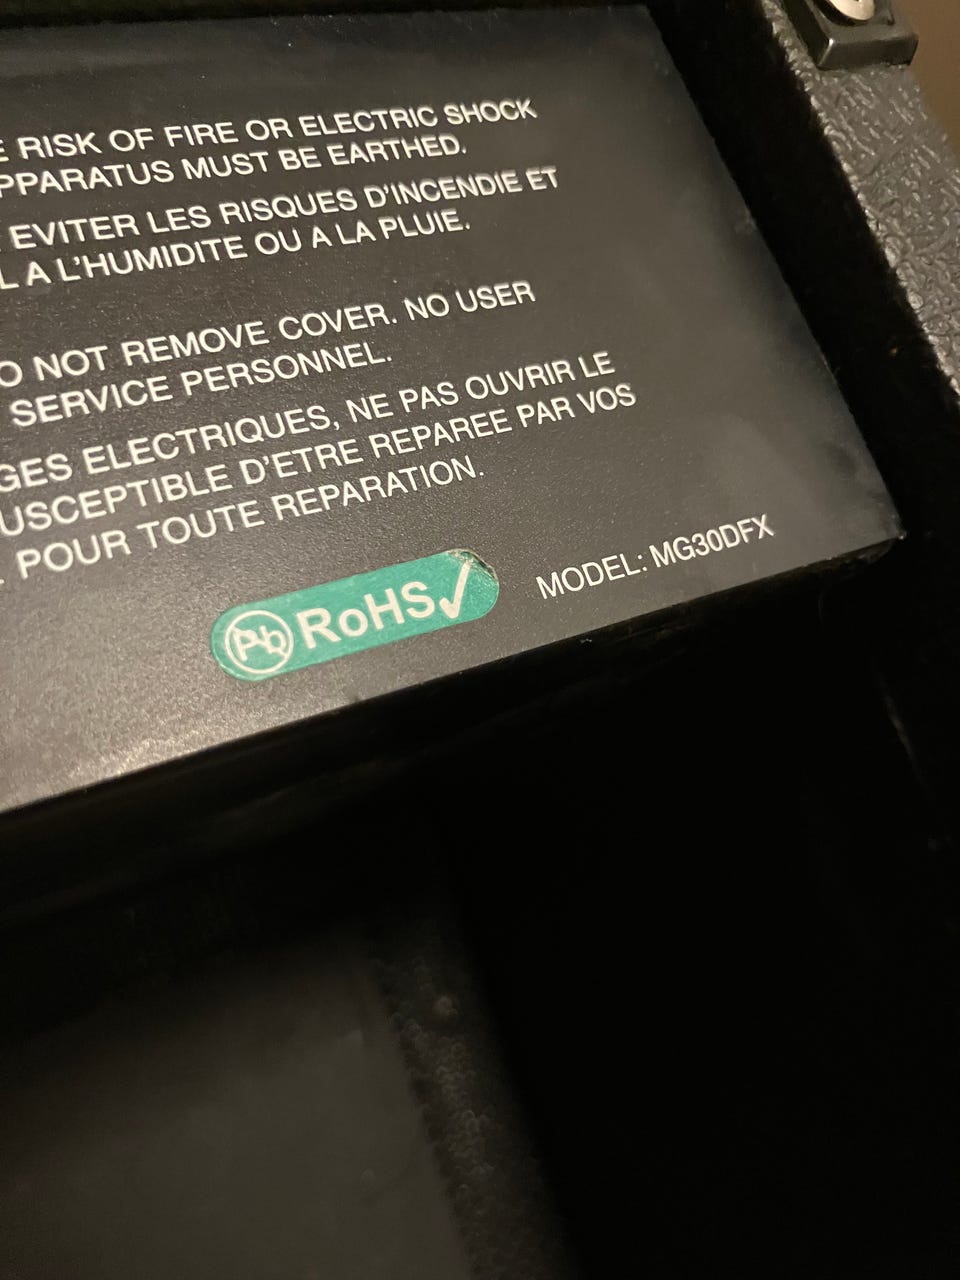 RISK OF FIRE OR ELECTRIC SHOCK
PPARATUS MUST BE EARTHED.
EVITER LES RISQUES D'INCENDIE ET
L A L'HUMIDITE OU A LA PLUIE.
O NOT REMOVE COVER. NO USER
SERVICE PERSONNEL.
GES ELECTRIQUES, NE PAS OUVRIR LE
USCEPTIBLE D'ETRE REPAREE PAR VOS
POUR TOUTE REPARATION.
Pb RoHS✓ MODEL: MG30DFX